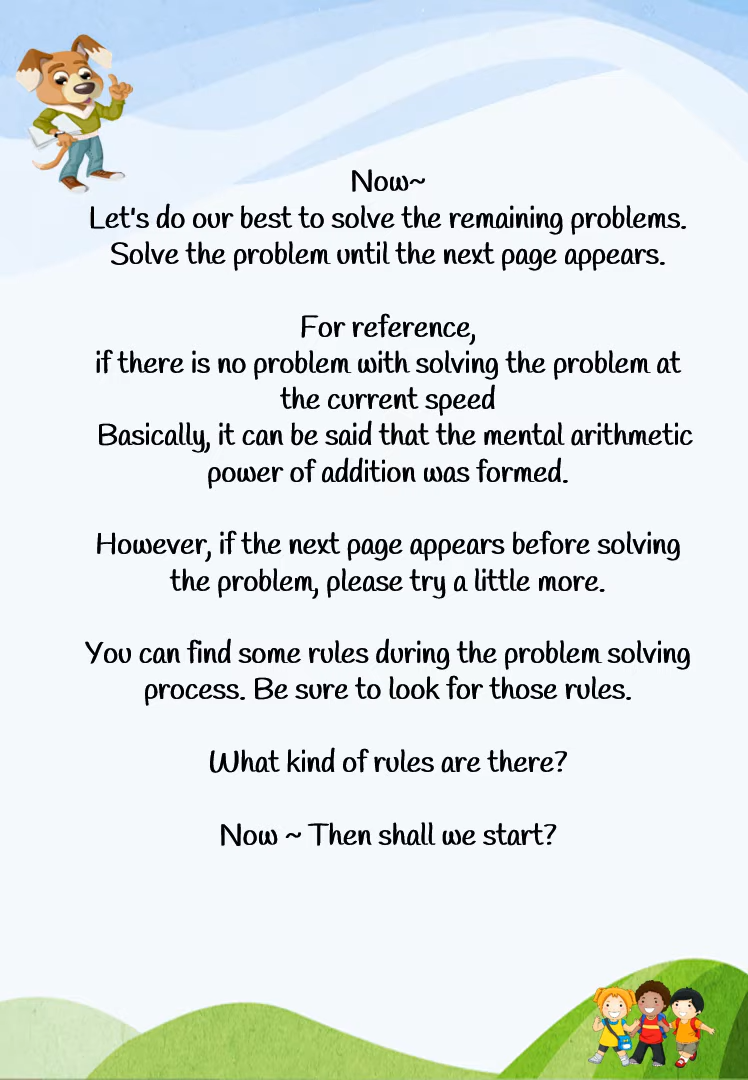 Now~
Let's do our best to solve the remaining problems.
Solve the problem until the next page appears.
For reference,
if there is no problem with solving the problem at
the current speed
Basically, it can be said that the mental arithmetic
power of addition was formed.
However, if the next page appears before solving
the problem, please try a little more.
You can find some rules during the problem solving
process. Be sure to look for those rules.
What kind of rules are there?
Now ~ Then shall we start?